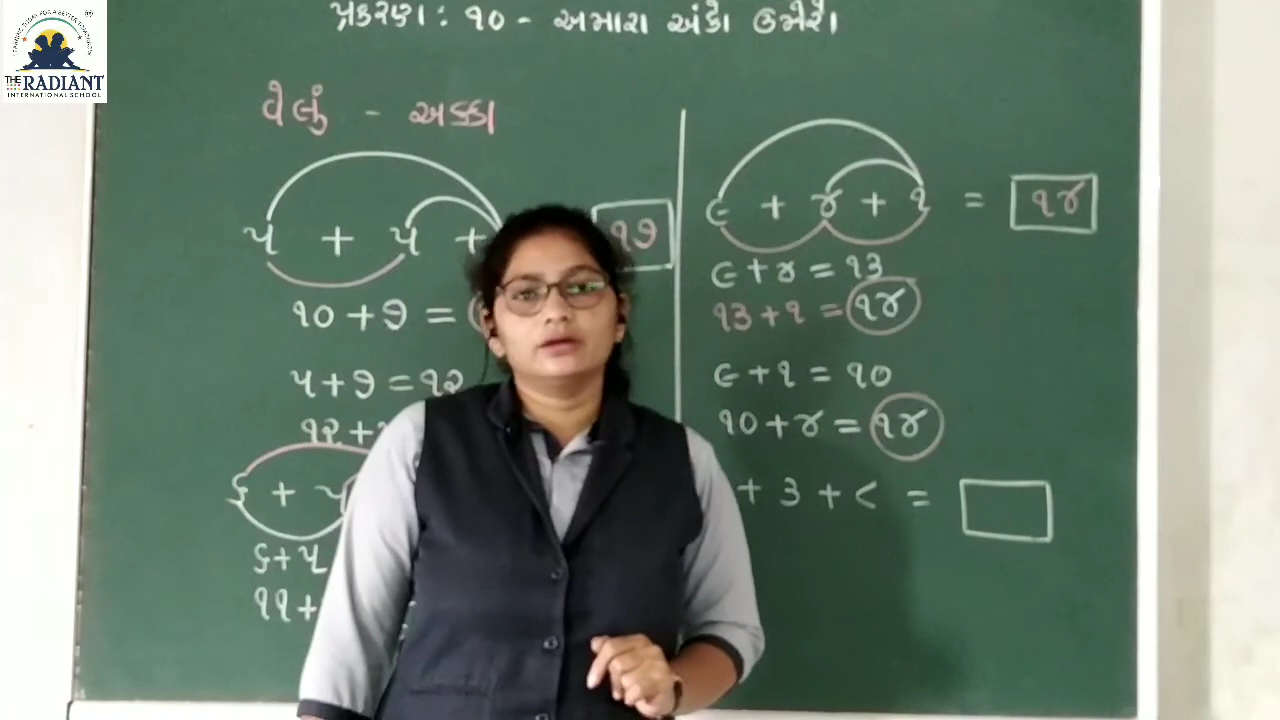 THE RADIANT
INTERNATIONAL SCHOOL
પ્રકરણ : ૧૦ - અમારા અંકો ઉમેરો
વેલું - અક્કા
૫ + ૫ + ૧૭
૧૦ + ૭ =
૫ + ૭ = ૧૨
૧૨ +
૬ + ૫
૬ + ૫
૧૧ +
૯ + ૪ + ૧ = ૧૪
૯ + ૪ = ૧૩
૧૩ + ૧ = ૧૪
૯ + ૧ = ૧૦
૧૦ + ૪ = ૧૪
+ ૩ + ૮ =